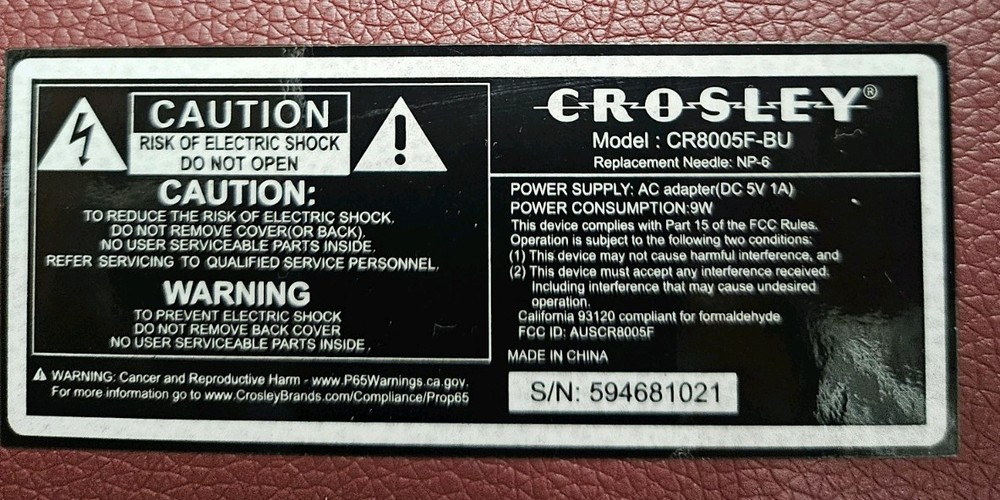 CAUTION
RISK OF ELECTRIC SHOCK
DO NOT OPEN
CAUTION:
TO REDUCE THE RISK OF ELECTRIC SHOCK.
DO NOT REMOVE COVER(OR BACK).
NO USER SERVICEABLE PARTS INSIDE.
REFER SERVICING TO QUALIFIED SERVICE PERSONNEL.
WARNING
TO PREVENT ELECTRIC SHOCK
DO NOT REMOVE BACK COVER
NO USER SERVICEABLE PARTS INSIDE.
WARNING: Cancer and Reproductive Harm - www.P65Warnings.ca.gov.
For more information go to www.CrosleyBrands.com/Compliance/Prop65
CROSLEY®
Model : CR8005F-BU
Replacement Needle: NP-6
POWER SUPPLY: AC adapter(DC 5V 1A)
POWER CONSUMPTION:9W
This device complies with Part 15 of the FCC Rules.
Operation is subject to the following two conditions:
(1) This device may not cause harmful interference, and
(2) This device must accept any interference received.
Including interference that may cause undesired
operation.
California 93120 compliant for formaldehyde
FCC ID: AUSCR8005F
MADE IN CHINA
S/N: 594681021